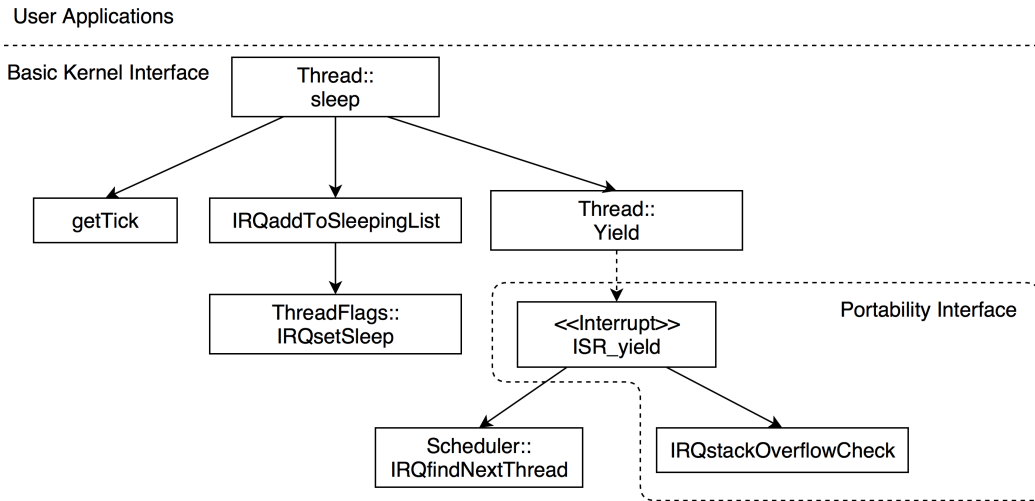 User Applications
Basic Kernel Interface
Thread::
sleep
getTick
IRQaddToSleepingList
Thread::
Yield
ThreadFlags::
IRQsetSleep
<<Interrupt>>
ISR_yield
Portability Interface
Scheduler::
IRQfindNextThread
IRQstackOverflowCheck